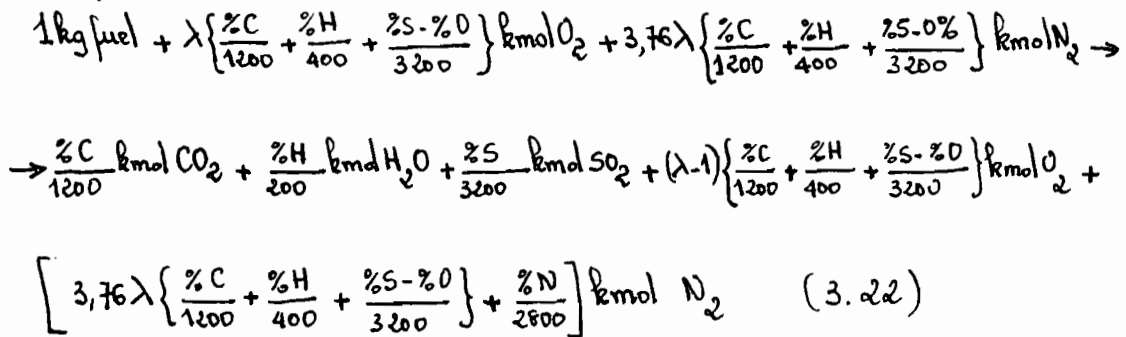 1kg fuel + λ{%C/1200 + %H/400 + %S-%O/3200} kmol O₂ + 3,76λ{%C/1200 + %H/400 + %S-O%/3200} kmol N₂ →
→ %C/1200 kmol CO₂ + %H/200 kmol H₂O + %S/3200 kmol SO₂ + (λ-1){%C/1200 + %H/400 + %S-%O/3200} kmol O₂ +
[3,76λ{%C/1200 + %H/400 + %S-%O/3200} + %N/2800] kmol N₂ (3.22)